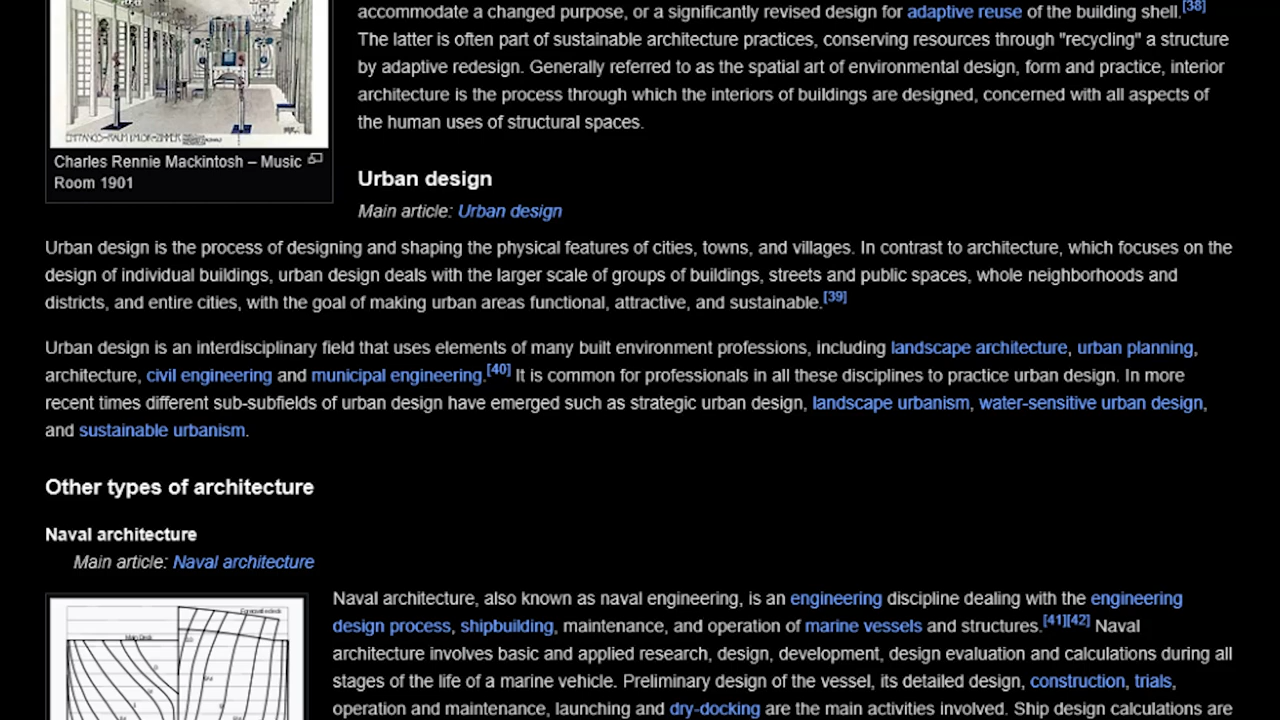 accommodate a changed purpose, or a significantly revised design for adaptive reuse of the building shell.[38]
The latter is often part of sustainable architecture practices, conserving resources through "recycling" a structure
by adaptive redesign. Generally referred to as the spatial art of environmental design, form and practice, interior
architecture is the process through which the interiors of buildings are designed, concerned with all aspects of
the human uses of structural spaces.
Charles Rennie Mackintosh – Music
Room 1901
Urban design
Main article: Urban design
Urban design is the process of designing and shaping the physical features of cities, towns, and villages. In contrast to architecture, which focuses on the
design of individual buildings, urban design deals with the larger scale of groups of buildings, streets and public spaces, whole neighborhoods and
districts, and entire cities, with the goal of making urban areas functional, attractive, and sustainable.[39]
Urban design is an interdisciplinary field that uses elements of many built environment professions, including landscape architecture, urban planning,
architecture, civil engineering and municipal engineering.[40] It is common for professionals in all these disciplines to practice urban design. In more
recent times different sub-subfields of urban design have emerged such as strategic urban design, landscape urbanism, water-sensitive urban design,
and sustainable urbanism.
Other types of architecture
Naval architecture
Main article: Naval architecture
Main Deck
Naval architecture, also known as naval engineering, is an engineering discipline dealing with the engineering
design process, shipbuilding, maintenance, and operation of marine vessels and structures.[41][42] Naval
architecture involves basic and applied research, design, development, design evaluation and calculations during all
stages of the life of a marine vehicle. Preliminary design of the vessel, its detailed design, construction, trials,
operation and maintenance, launching and dry-docking are the main activities involved. Ship design calculations are